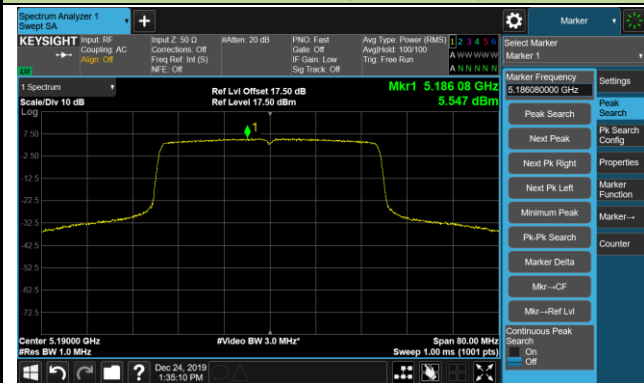 Spectrum Analyzer 1
Swept SA
+
Marker
KEYSIGHT
Input: RF
Coupling: AC
Align: Off
Input Z: 50 Ω
Corrections: Off
Freq Ref: Int (S)
NFE: Off
#Atten: 20 dB
PNO: Fast
Gate: Off
IF Gain: Low
Sig Track: Off
Avg Type: Power (RMS)
Avg|Hold: 100/100
Trig: Free Run
1 2 3 4 5 6
A W W W W W
A N N N N N
Select Marker
Marker 1
1 Spectrum
Scale/Div 10 dB
Log
Ref Lvl Offset 17.50 dB
Ref Level 17.50 dBm
Mkr1 5.186 08 GHz
5.547 dBm
1
7.50
-2.50
-12.5
-22.5
-32.5
-42.5
-52.5
-62.5
-72.5
Center 5.19000 GHz
#Res BW 1.0 MHz
#Video BW 3.0 MHz*
Span 80.00 MHz
Sweep 1.00 ms (1001 pts)
Marker Frequency
5.186080000 GHz
Peak Search
Next Peak
Next Pk Right
Next Pk Left
Minimum Peak
Pk-Pk Search
Marker Delta
Mkr→CF
Mkr→Ref Lvl
Continuous Peak
Search
On
Off
Settings
Peak
Search
Pk Search
Config
Properties
Marker
Function
Marker→
Counter
?
Dec 24, 2019
1:35:10 PM